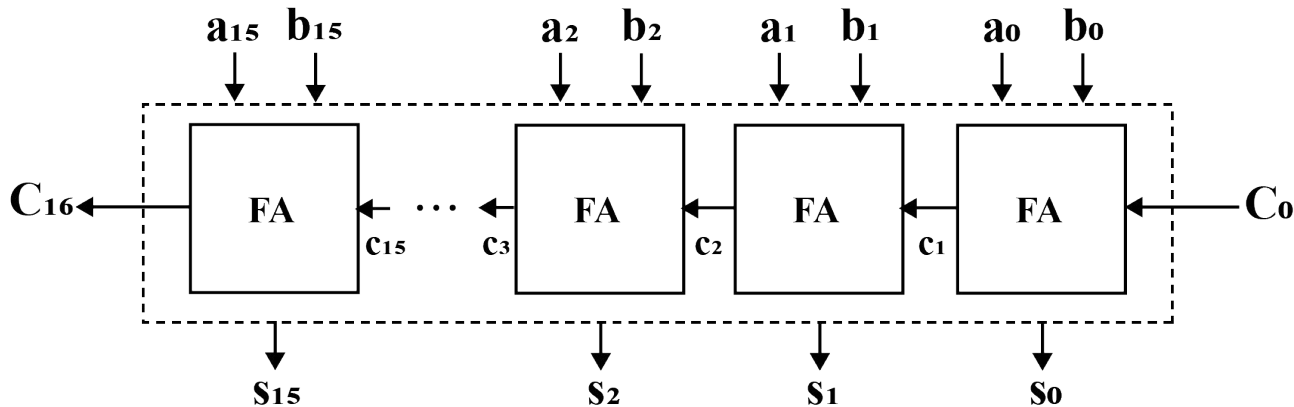 a₁₅ b₁₅ a₂ b₂ a₁ b₁ a₀ b₀
C₁₆ FA ··· FA FA FA C₀
c₁₅ c₃ c₂ c₁
s₁₅ s₂ s₁ s₀